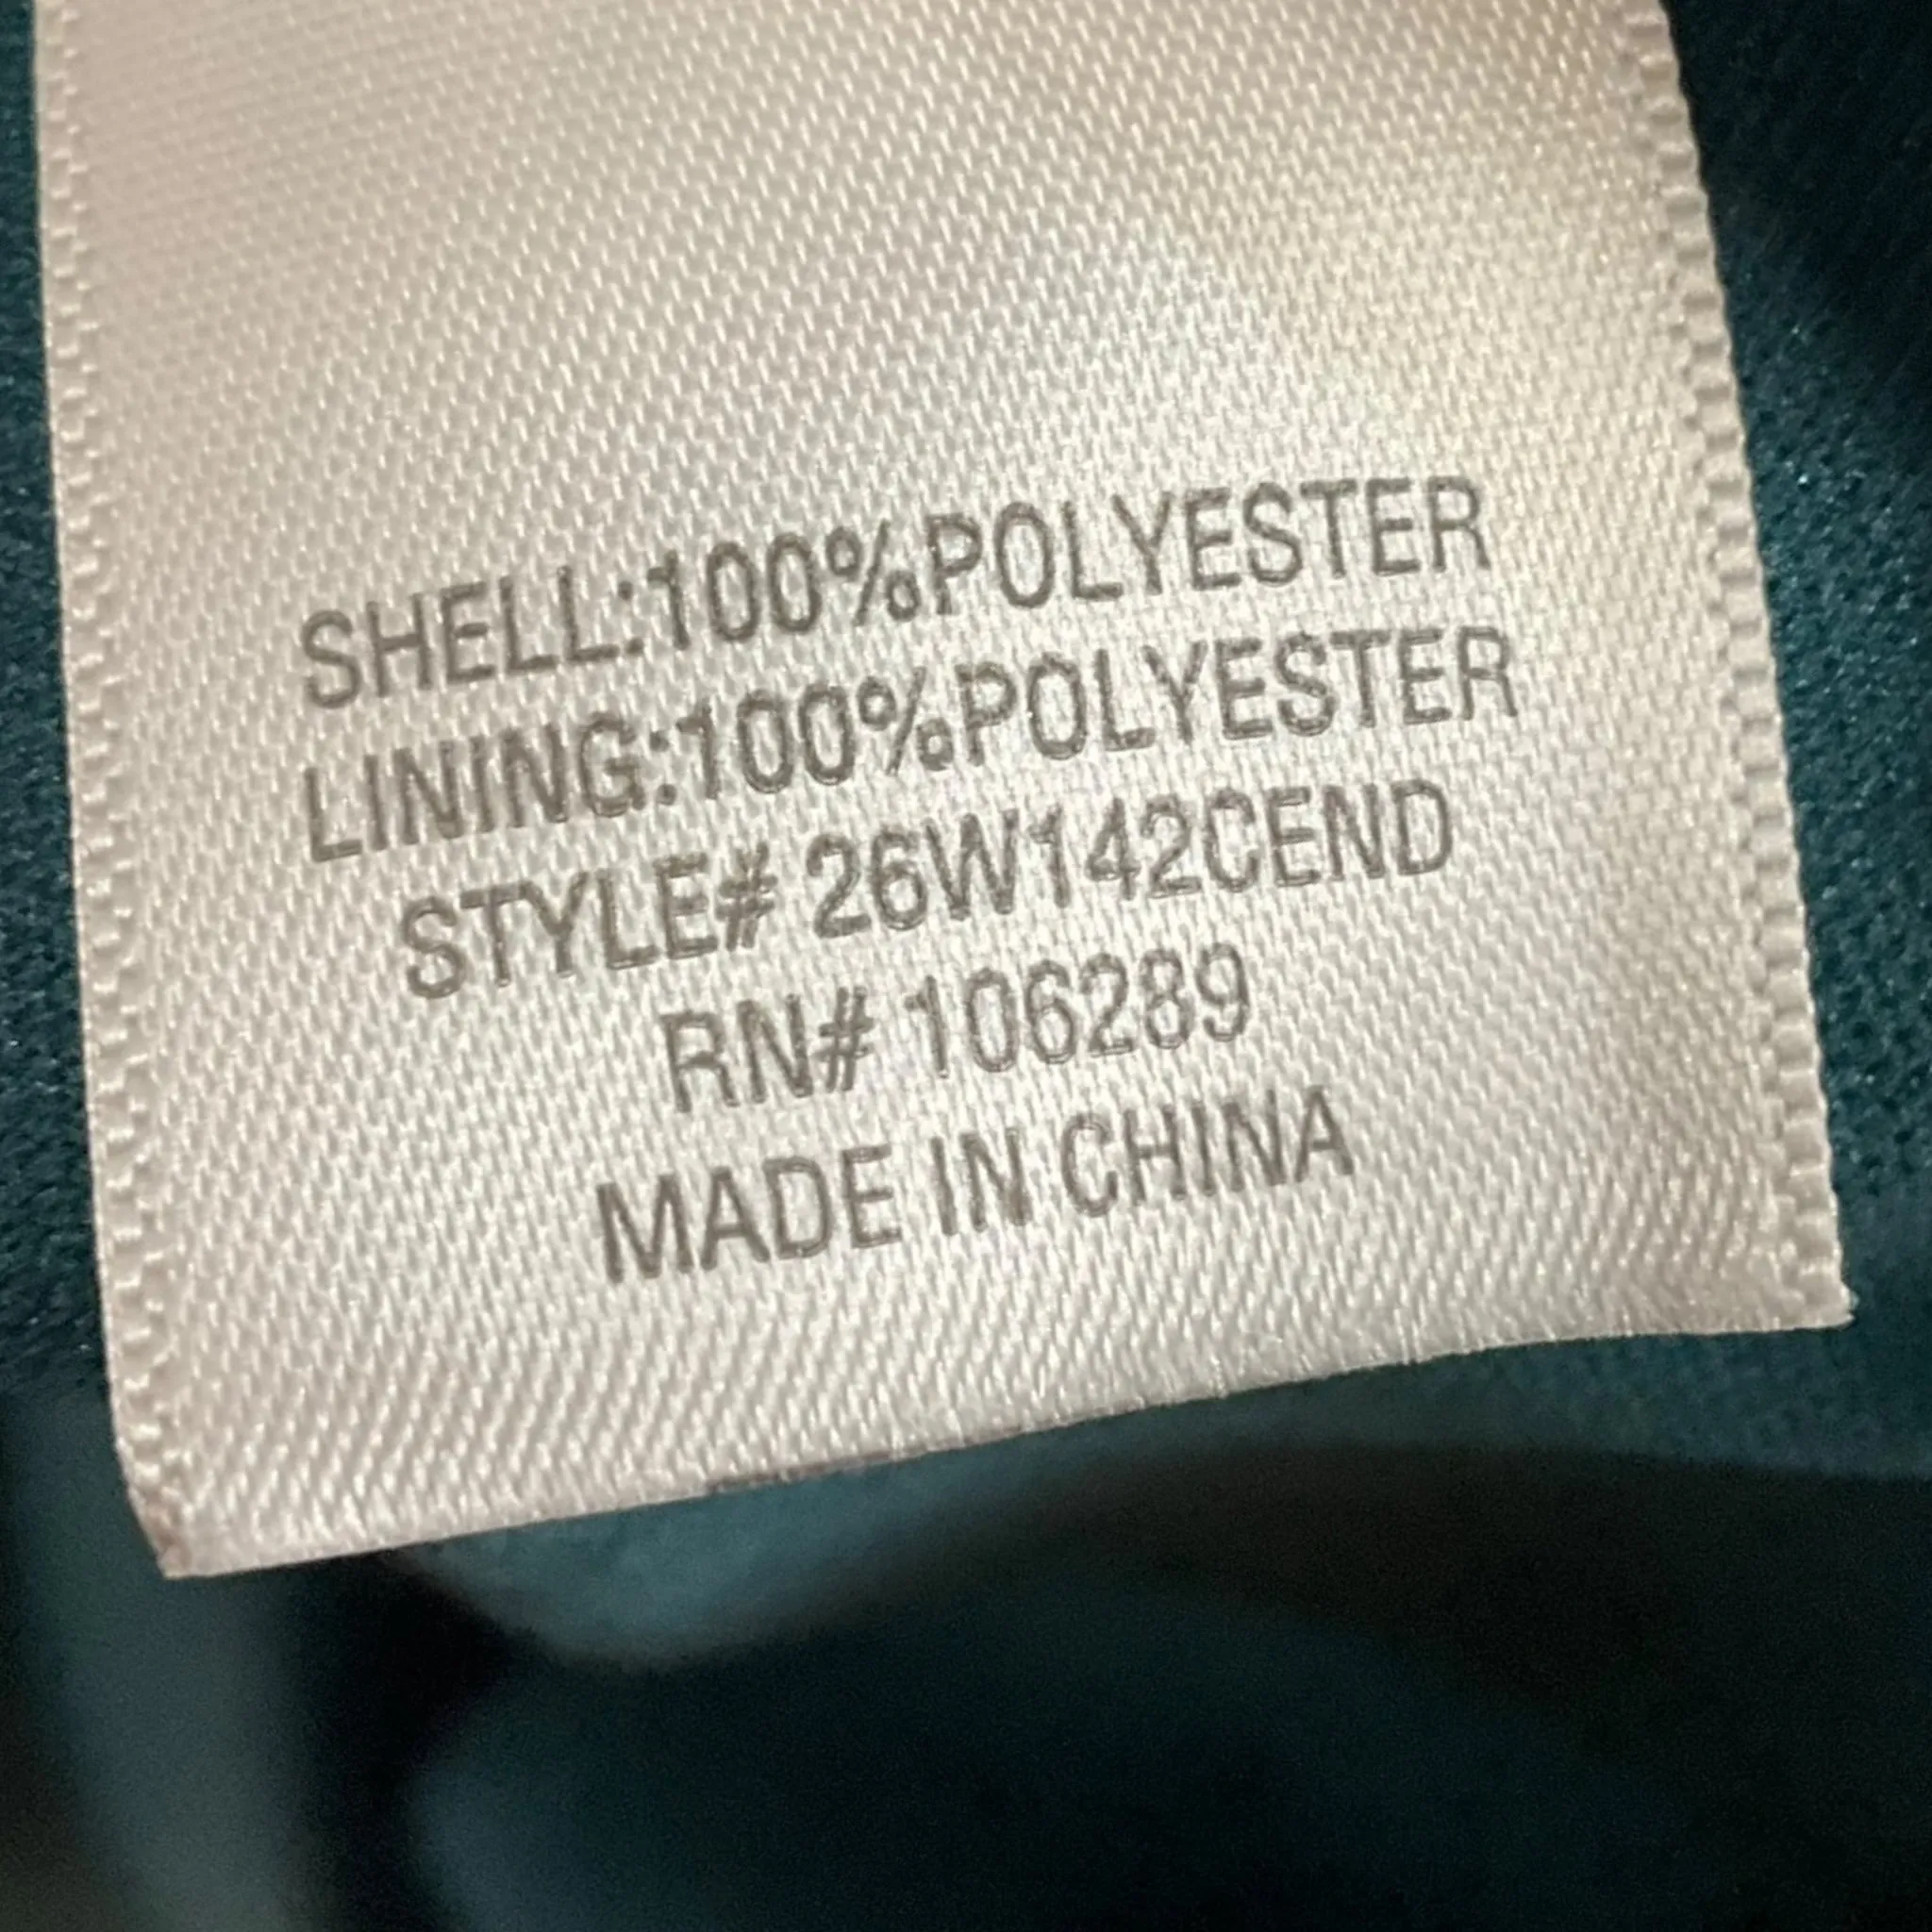 SHELL:100%POLYESTER
LINING:100%POLYESTER
STYLE# 26W142CEND
RN# 106289
MADE IN CHINA